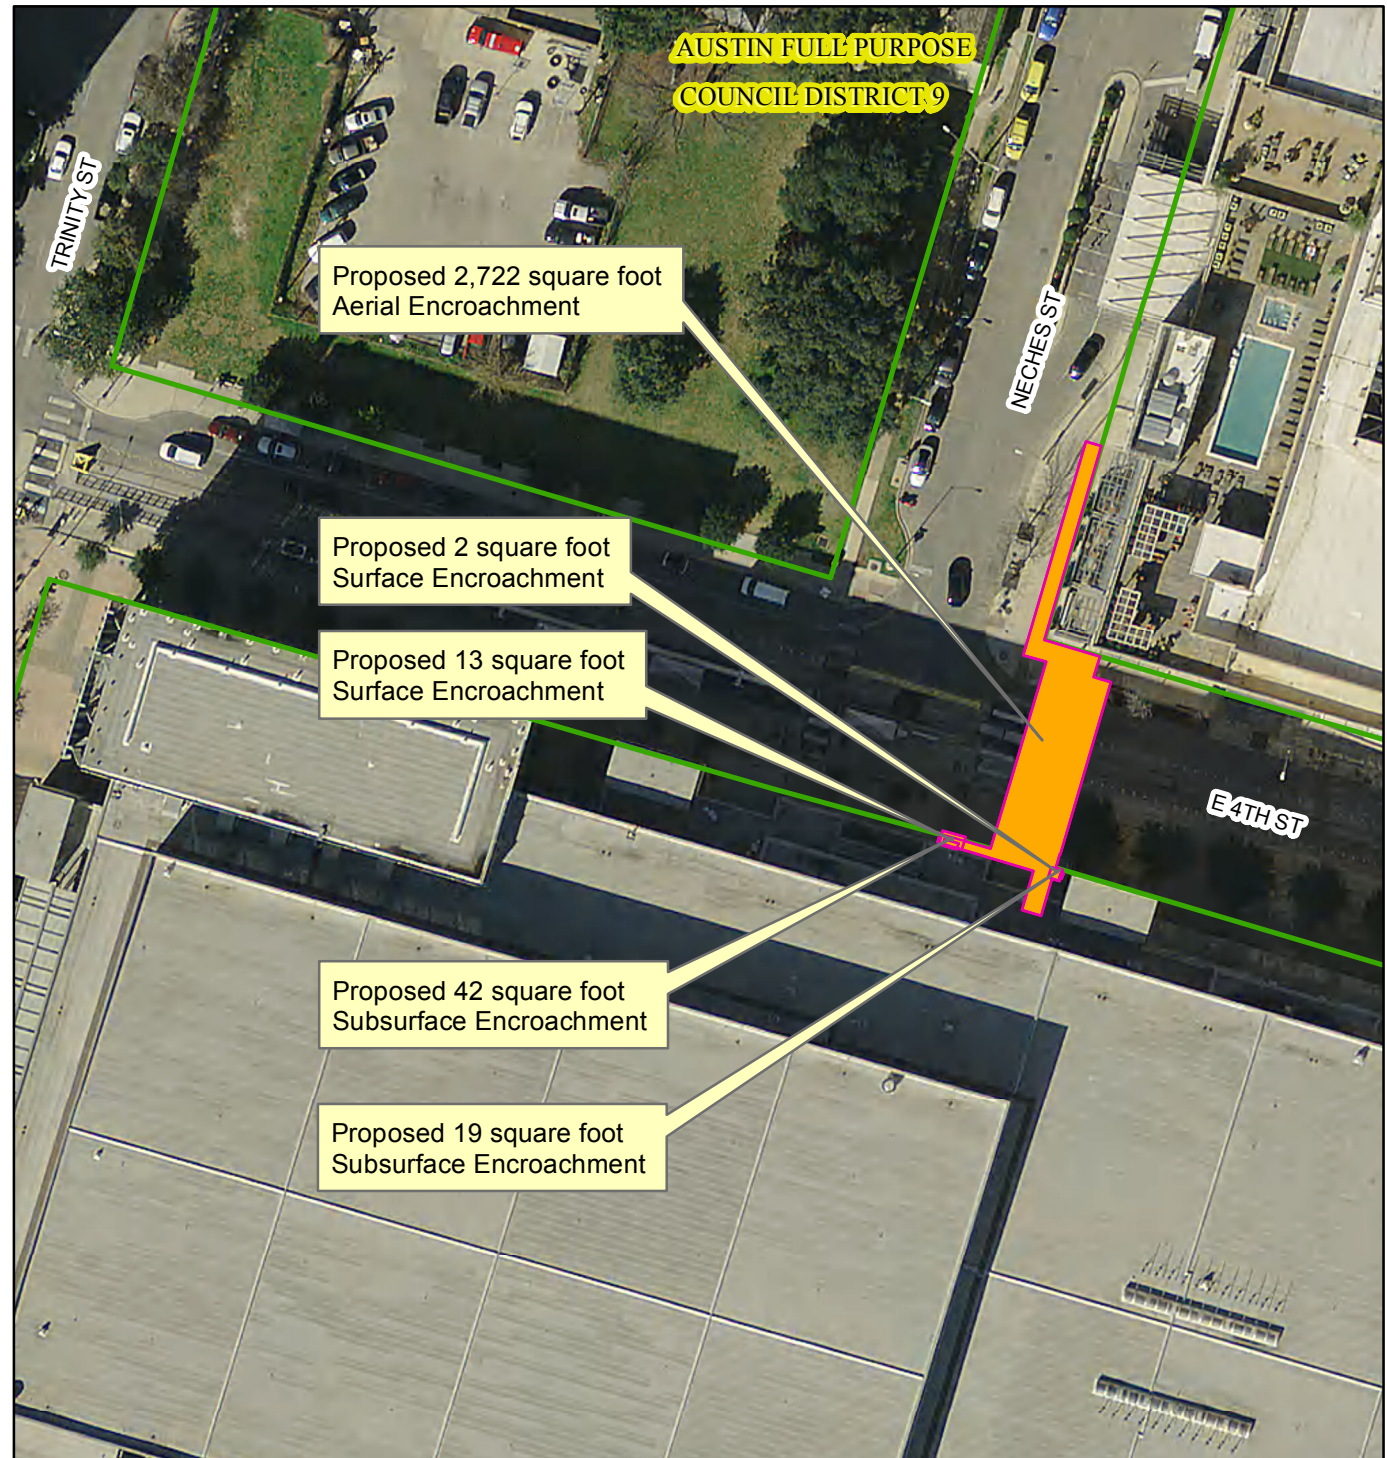 AUSTIN FULL PURPOSE
COUNCIL DISTRICT 9
TRINITY ST
NECHES ST
Proposed 2,722 square foot
Aerial Encroachment
Proposed 2 square foot
Surface Encroachment
Proposed 13 square foot
Surface Encroachment
E 4TH ST
Proposed 42 square foot
Subsurface Encroachment
Proposed 19 square foot
Subsurface Encroachment